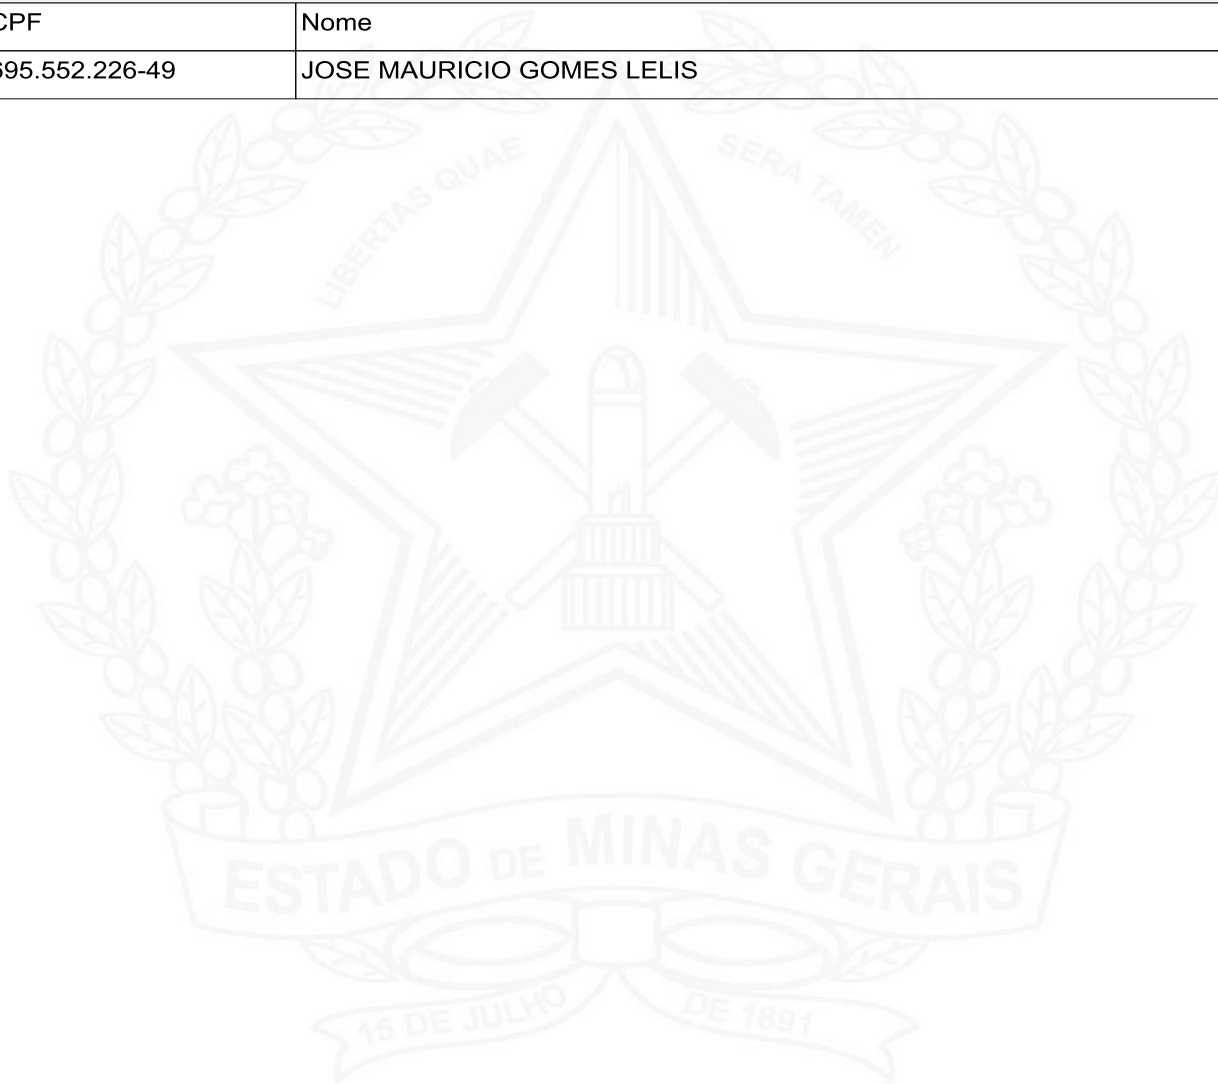 CPF Nome
695.552.226-49 JOSE MAURICIO GOMES LELIS
LIBERTAS QUAE SERA TAMEN
ESTADO DE MINAS GERAIS
15 DE JULHO DE 1891